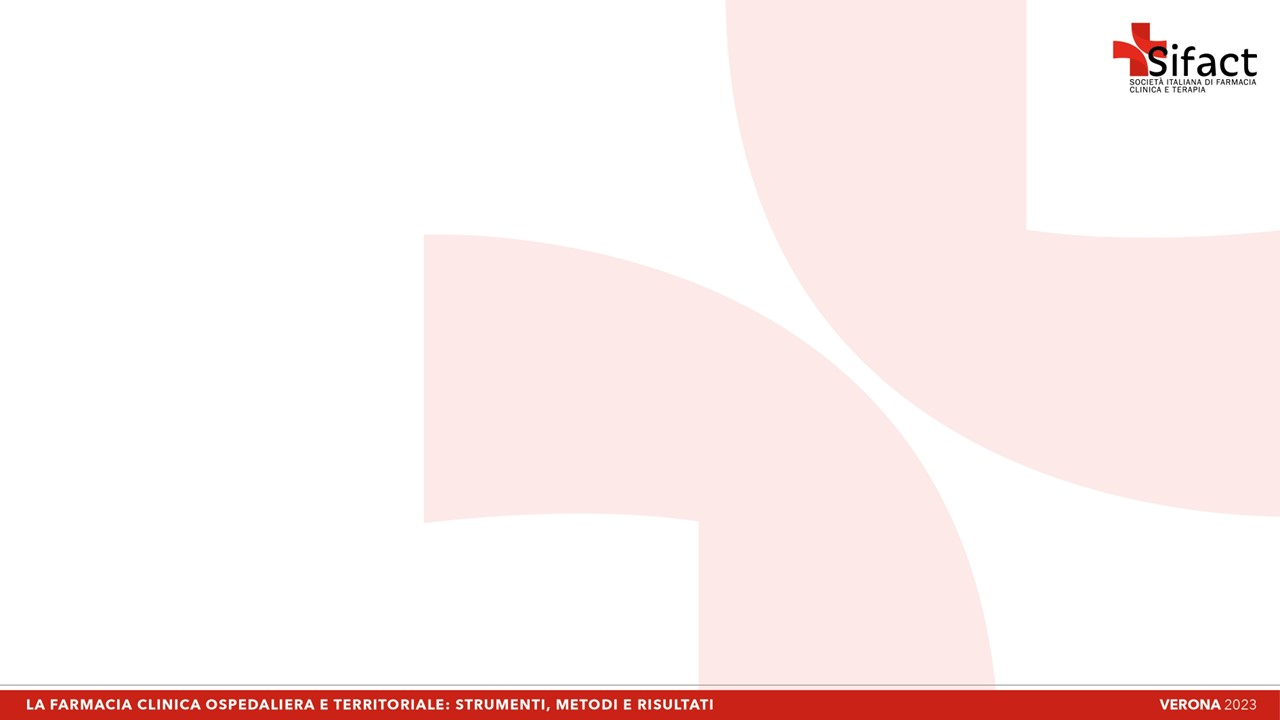 Sifact
SOCIETÀ ITALIANA DI FARMACIA
CLINICA E TERAPIA
LA FARMACIA CLINICA OSPEDALIERA E TERRITORIALE: STRUMENTI, METODI E RISULTATI
VERONA 2023